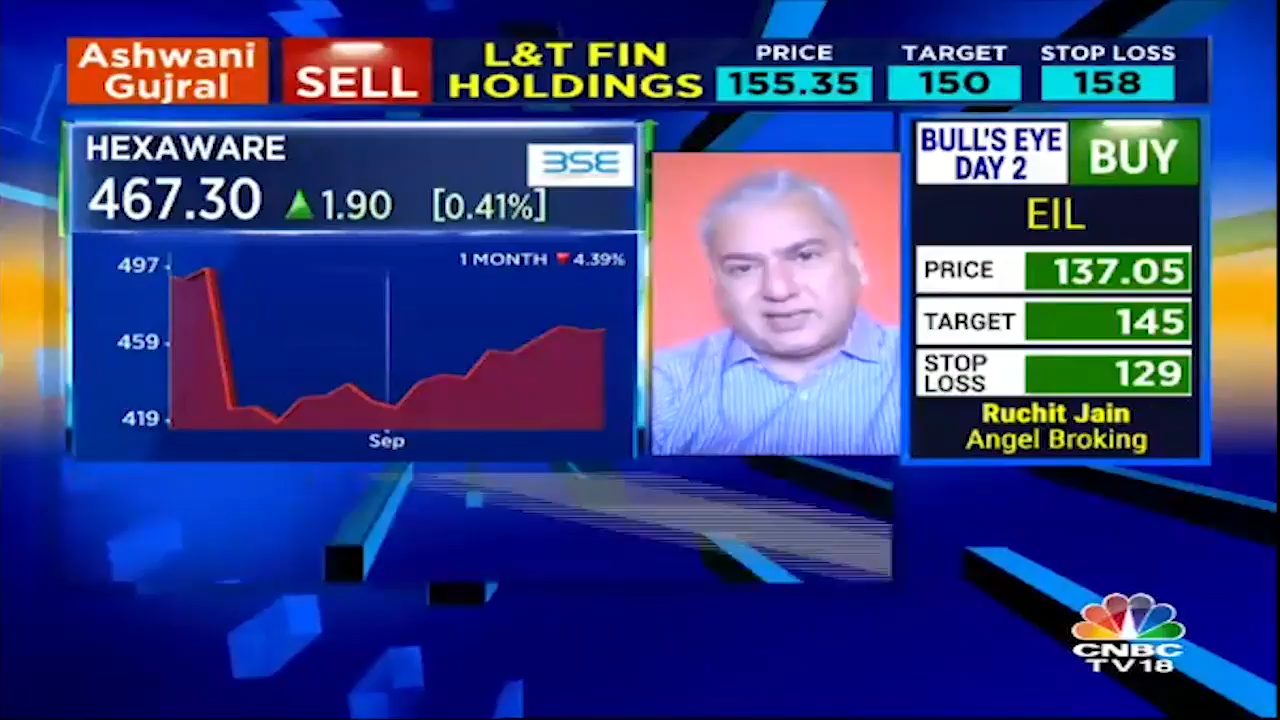 Ashwani
Gujral
SELL
L&T FIN
HOLDINGS
PRICE
155.35
TARGET
150
STOP LOSS
158
HEXAWARE
BSE
467.30 ▲ 1.90 [0.41%]
1 MONTH ▼ 4.39%
497
459
419
Sep
BULL'S EYE
DAY 2
BUY
EIL
PRICE 137.05
TARGET 145
STOP
LOSS
129
Ruchit Jain
Angel Broking
CNBC
TV18